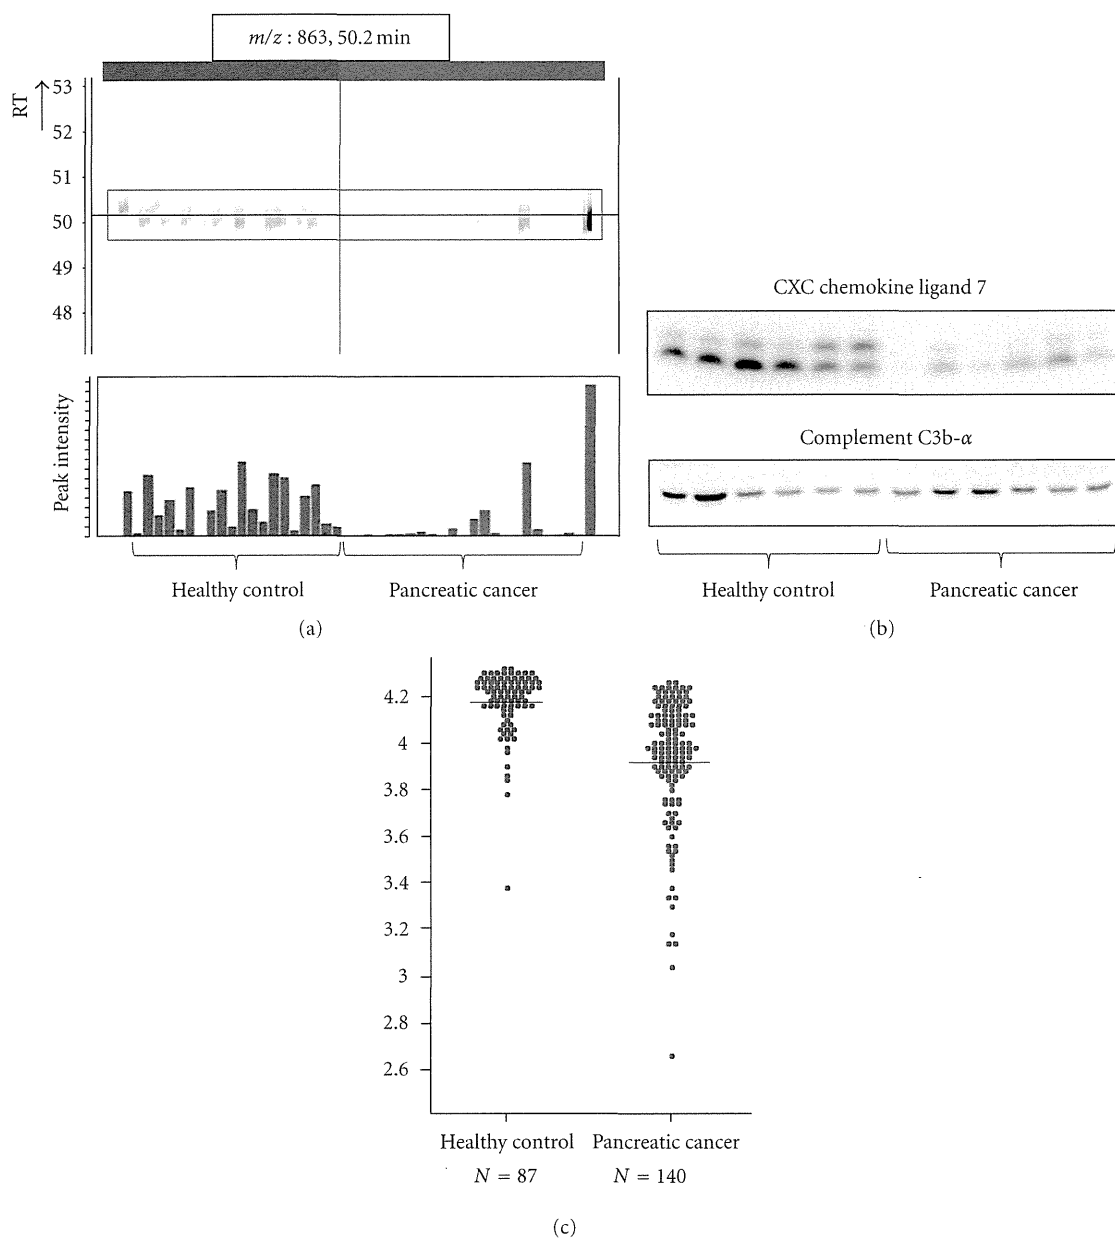 m/z : 863, 50.2 min
RT
53
52
51
50
49
48
Peak intensity
Healthy control
Pancreatic cancer
(a)
CXC chemokine ligand 7
Complement C3b-α
Healthy control
Pancreatic cancer
(b)
4.2
4
3.8
3.6
3.4
3.2
3
2.8
2.6
Healthy control
Pancreatic cancer
N = 87
N = 140
(c)